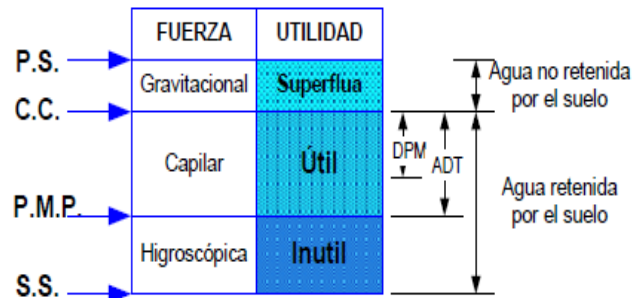 FUERZA UTILIDAD
P.S.
Gravitacional Superflua
Agua no retenida
por el suelo
C.C.
Capilar Útil
DPM ADT
Agua retenida
por el suelo
P.M.P.
Higroscópica Inutil
S.S.